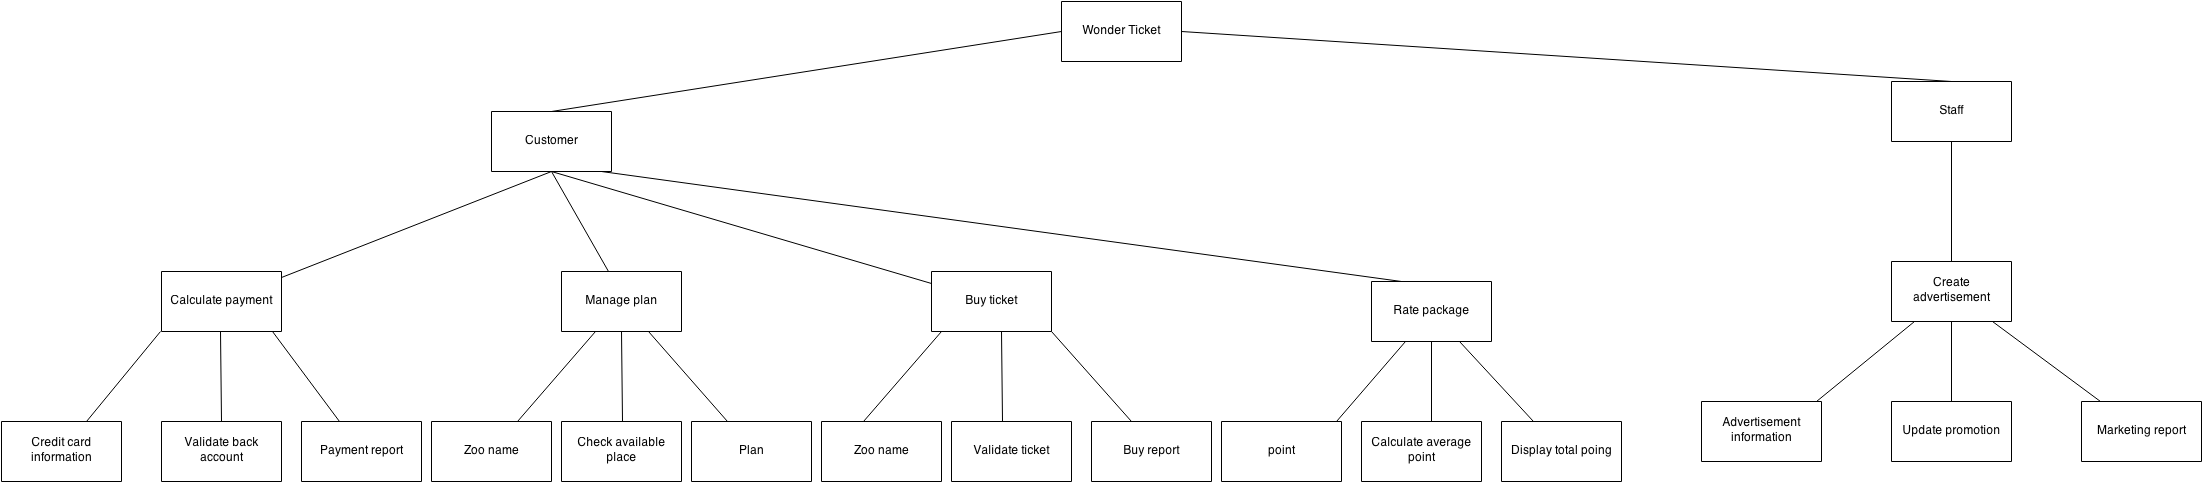 Wonder Ticket
Staff
Customer
Calculate payment
Manage plan
Buy ticket
Rate package
Create
advertisement
Credit card
information
Validate back
account
Payment report
Zoo name
Check available
place
Plan
Zoo name
Validate ticket
Buy report
point
Calculate average
point
Display total poing
Advertisement
information
Update promotion
Marketing report